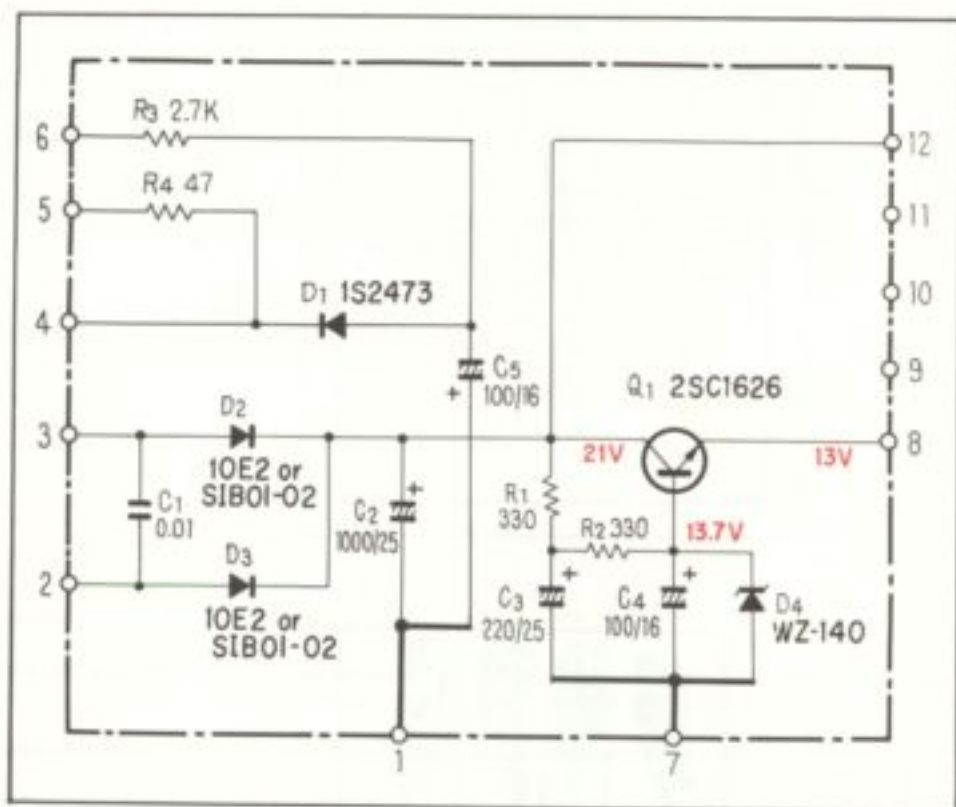 6
R3 2.7K
12
5
R4 47
11
10
4
D1 1S2473
+
C5
100/16
9
Q1 2SC1626
3
D2
10E2 or
SIB01-02
21V
13V
8
C1
0.01
C2
1000/25
+
R1
330
R2 330
13.7V
2
D3
10E2 or
SIB01-02
+
C3
220/25
+
C4
100/16
D4
WZ-140
1
7